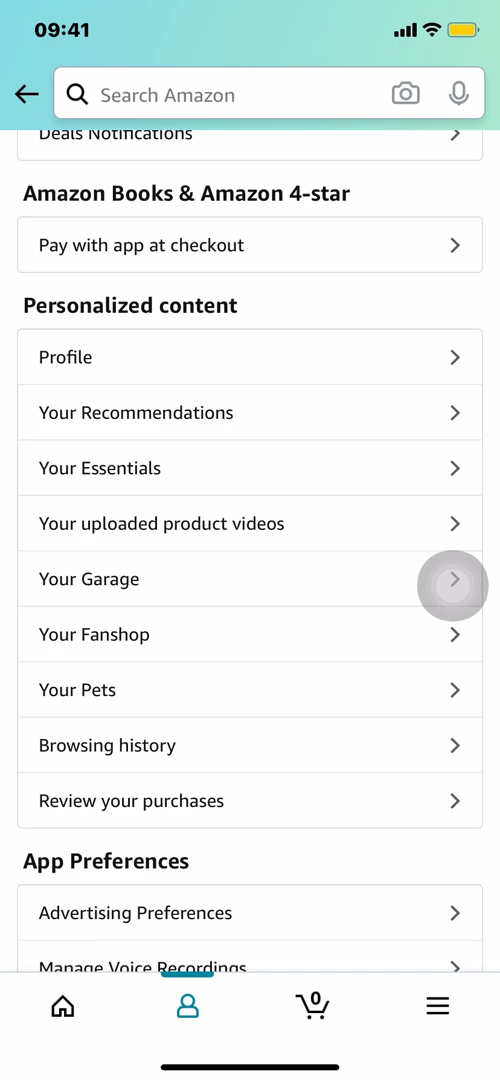 09:41
Search Amazon
Deals Notifications
Amazon Books & Amazon 4-star
Pay with app at checkout
Personalized content
Profile
Your Recommendations
Your Essentials
Your uploaded product videos
Your Garage
Your Fanshop
Your Pets
Browsing history
Review your purchases
App Preferences
Advertising Preferences
Manage Voice Recordings
0